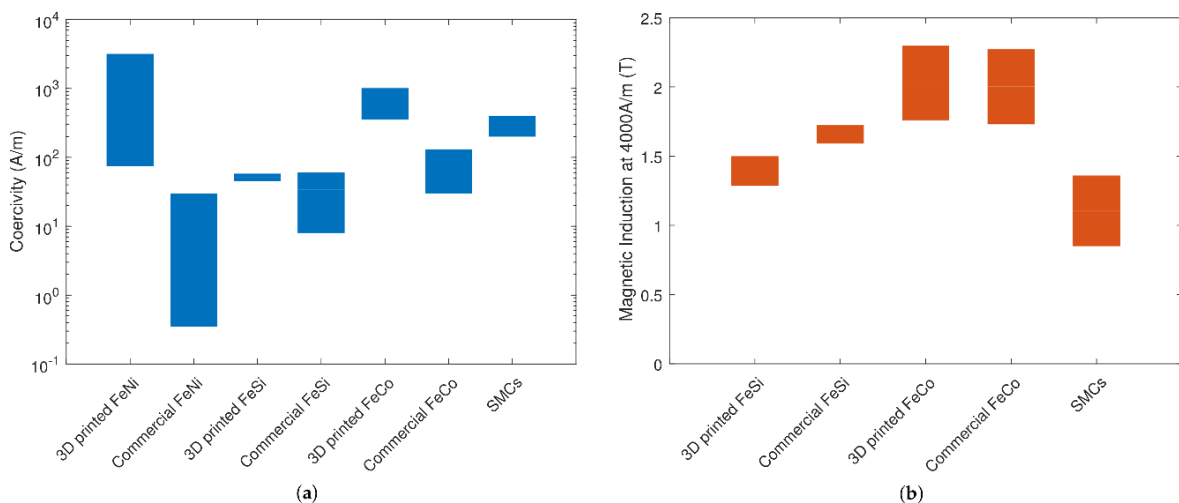 Coercivity (A/m)
10^4
10^3
10^2
10^1
10^0
10^-1
3D printed FeNi
Commercial FeNi
3D printed FeSi
Commercial FeSi
3D printed FeCo
Commercial FeCo
SMCs
(a)
Magnetic Induction at 4000A/m (T)
2.5
2
1.5
1
0.5
0
3D printed FeSi
Commercial FeSi
3D printed FeCo
Commercial FeCo
SMCs
(b)